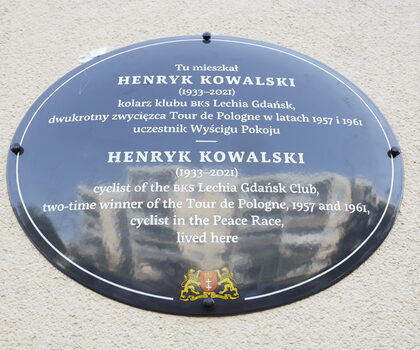 Tu mieszkał
HENRYK KOWALSKI
(1933–2021)
kolarz klubu BKS Lechia Gdańsk,
dwukrotny zwycięzca Tour de Pologne w latach 1957 i 1961
uczestnik Wyścigu Pokoju
HENRYK KOWALSKI
(1933–2021)
cyclist of the BKS Lechia Gdańsk Club,
two-time winner of the Tour de Pologne, 1957 and 1961,
cyclist in the Peace Race,
lived here